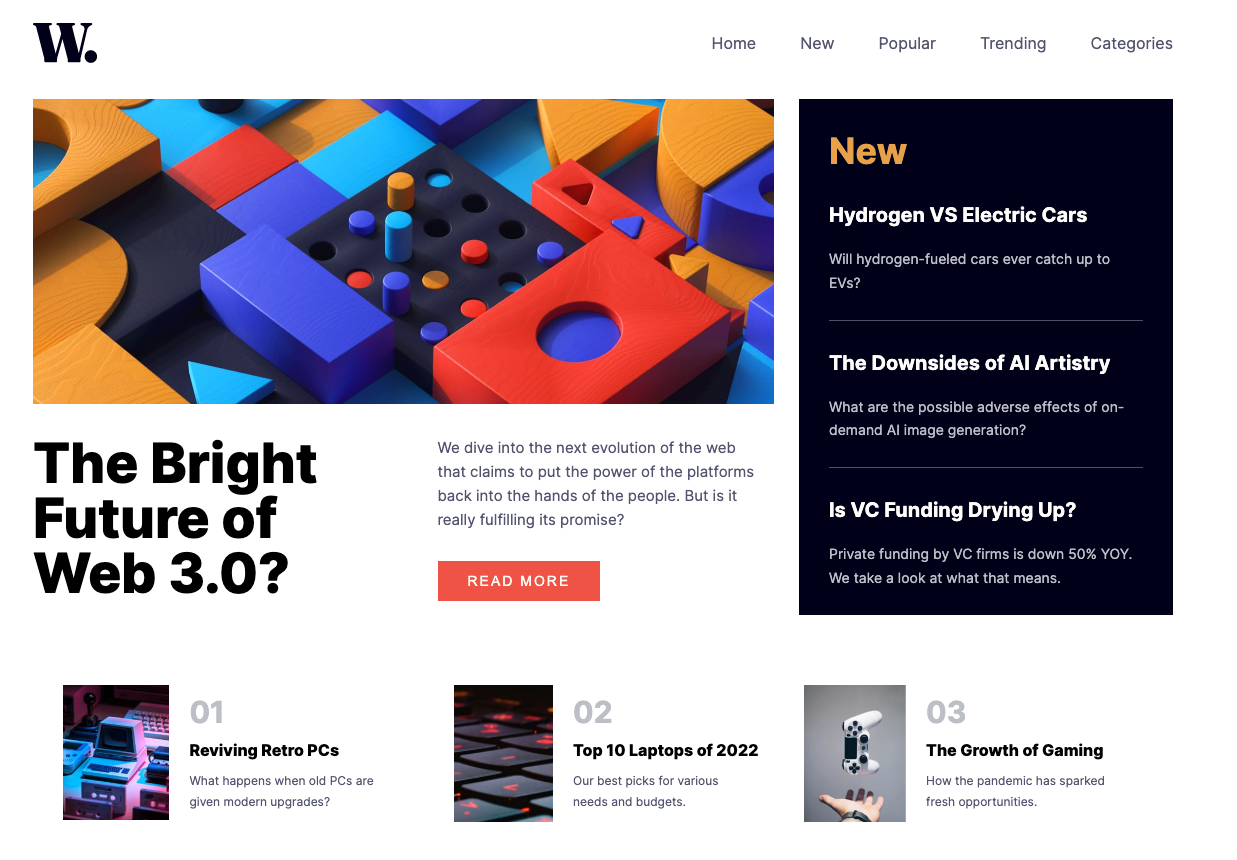 W.
Home
New
Popular
Trending
Categories
New
Hydrogen VS Electric Cars
Will hydrogen-fueled cars ever catch up to
EVs?
The Downsides of AI Artistry
What are the possible adverse effects of on-
demand AI image generation?
Is VC Funding Drying Up?
Private funding by VC firms is down 50% YOY.
We take a look at what that means.
The Bright
Future of
Web 3.0?
We dive into the next evolution of the web
that claims to put the power of the platforms
back into the hands of the people. But is it
really fulfilling its promise?
READ MORE
01
Reviving Retro PCs
What happens when old PCs are
given modern upgrades?
02
Top 10 Laptops of 2022
Our best picks for various
needs and budgets.
03
The Growth of Gaming
How the pandemic has sparked
fresh opportunities.